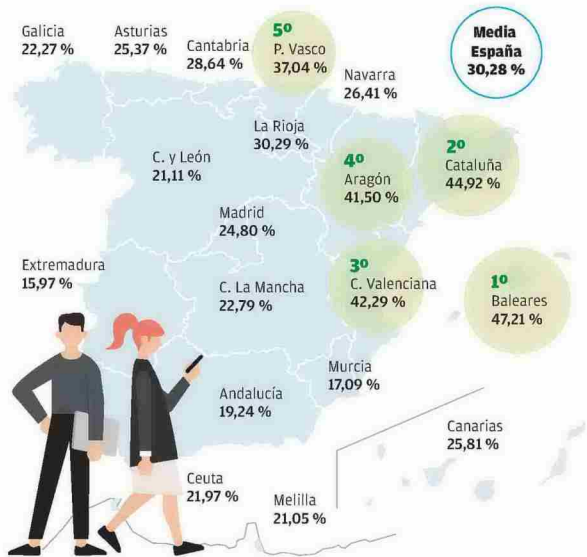 Galicia
22,27 %
Asturias
25,37 %
Cantabria
28,64 %
5º
P. Vasco
37,04 %
Media
España
30,28 %
Navarra
26,41 %
La Rioja
30,29 %
C. y León
21,11 %
4º
Aragón
41,50 %
2º
Cataluña
44,92 %
Madrid
24,80 %
Extremadura
15,97 %
C. La Mancha
22,79 %
3º
C. Valenciana
42,29 %
1º
Baleares
47,21 %
Murcia
17,09 %
Andalucía
19,24 %
Canarias
25,81 %
Ceuta
21,97 %
Melilla
21,05 %